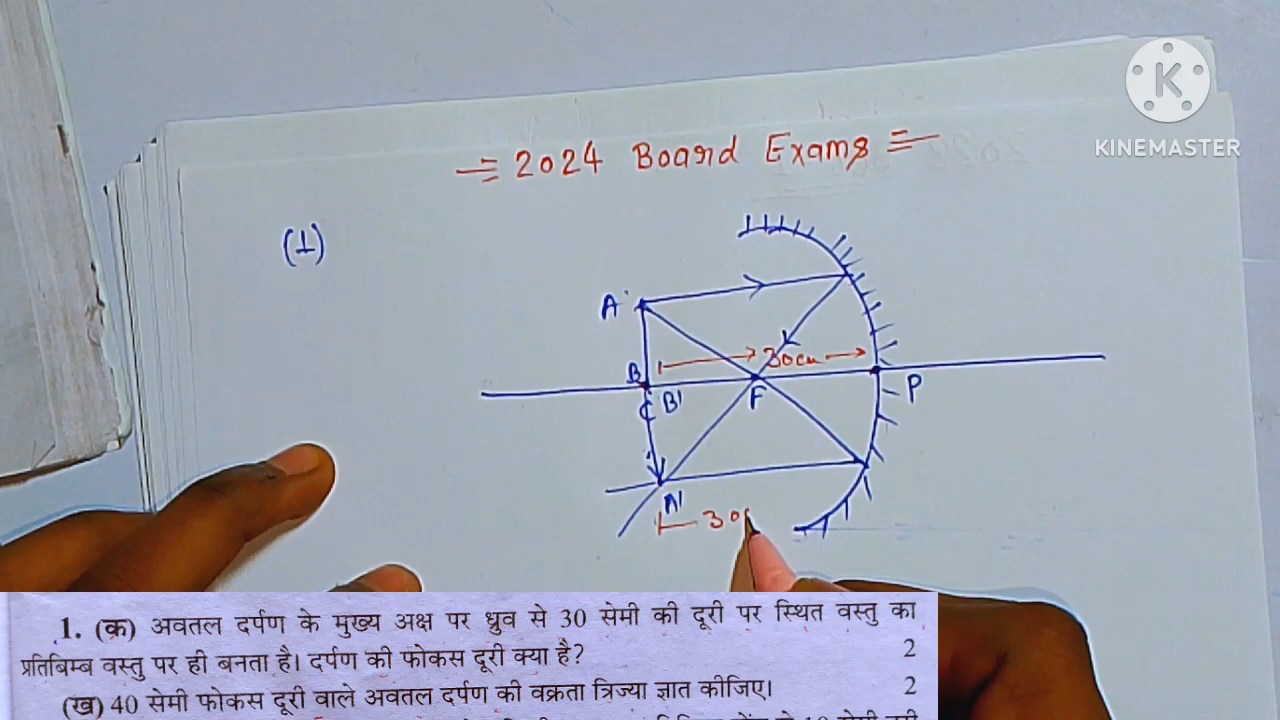 KINEMASTER
= 2024 Board Exams =
(1)
A
30cm
B
C B'
F
P
A'
30
1. (क) अवतल दर्पण के मुख्य अक्ष पर ध्रुव से 30 सेमी की दूरी पर स्थित वस्तु का
प्रतिबिम्ब वस्तु पर ही बनता है। दर्पण की फोकस दूरी क्या है? 2
(ख) 40 सेमी फोकस दूरी वाले अवतल दर्पण की वक्रता त्रिज्या ज्ञात कीजिए। 2